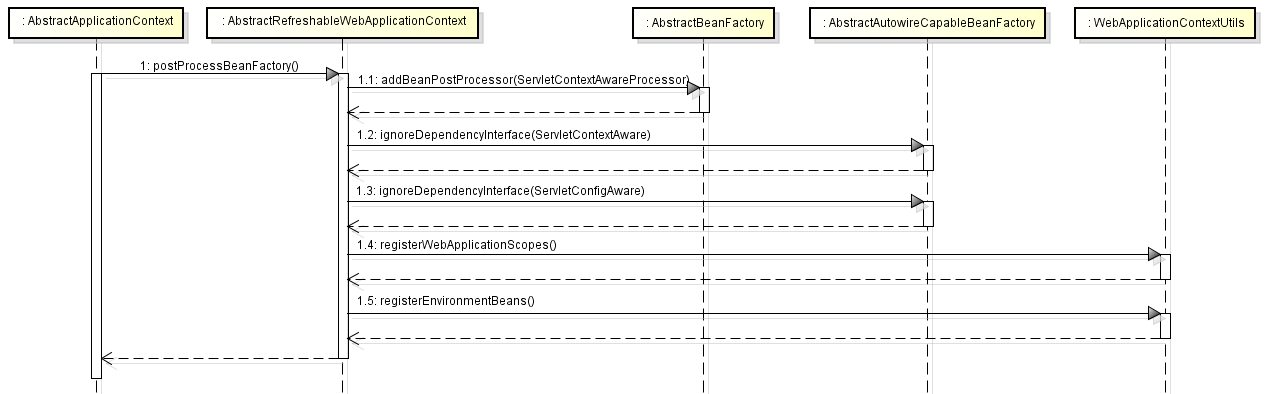 : AbstractApplicationContext
: AbstractRefreshableWebApplicationContext
: AbstractBeanFactory
: AbstractAutowireCapableBeanFactory
: WebApplicationContextUtils
1: postProcessBeanFactory()
1.1: addBeanPostProcessor(ServletContextAwareProcessor)
1.2: ignoreDependencyInterface(ServletContextAware)
1.3: ignoreDependencyInterface(ServletConfigAware)
1.4: registerWebApplicationScopes()
1.5: registerEnvironmentBeans()